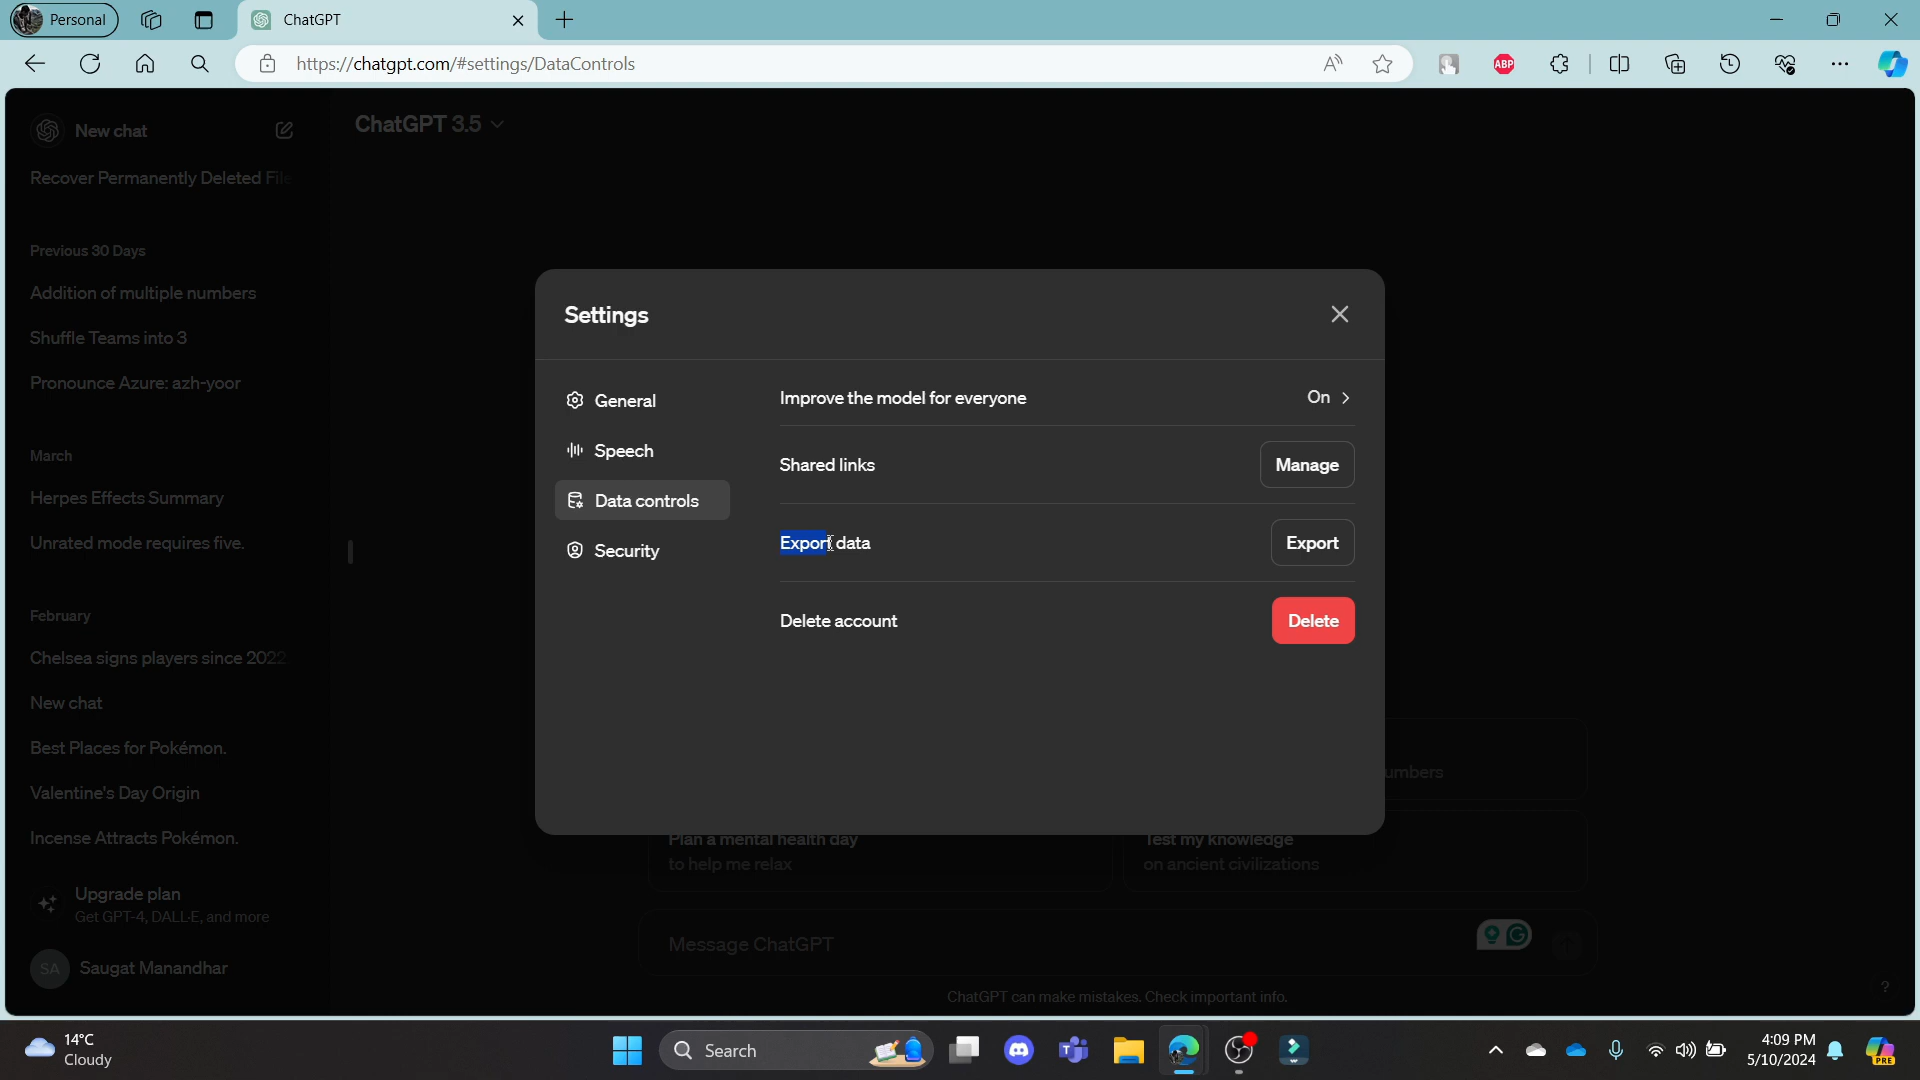 Personal
ChatGPT
https://chatgpt.com/#settings/DataControls
ABP
New chat
ChatGPT 3.5
Recover Permanently Deleted File
Previous 30 Days
Addition of multiple numbers
Shuffle Teams into 3
Pronounce Azure: azh-yoor
March
Herpes Effects Summary
Unrated mode requires five.
February
Chelsea signs players since 2022
New chat
Best Places for Pokémon.
Valentine's Day Origin
Incense Attracts Pokémon.
Upgrade plan
Get GPT-4, DALL·E, and more
SA Saugat Manandhar
Settings
General
Speech
Data controls
Security
Improve the model for everyone On
Shared links Manage
Export data Export
Delete account Delete
umbers
Plan a mental health day
to help me relax
Test my knowledge
on ancient civilizations
Message ChatGPT
ChatGPT can make mistakes. Check important info.
?
14°C
Cloudy
Search
4:09 PM
5/10/2024
PRE